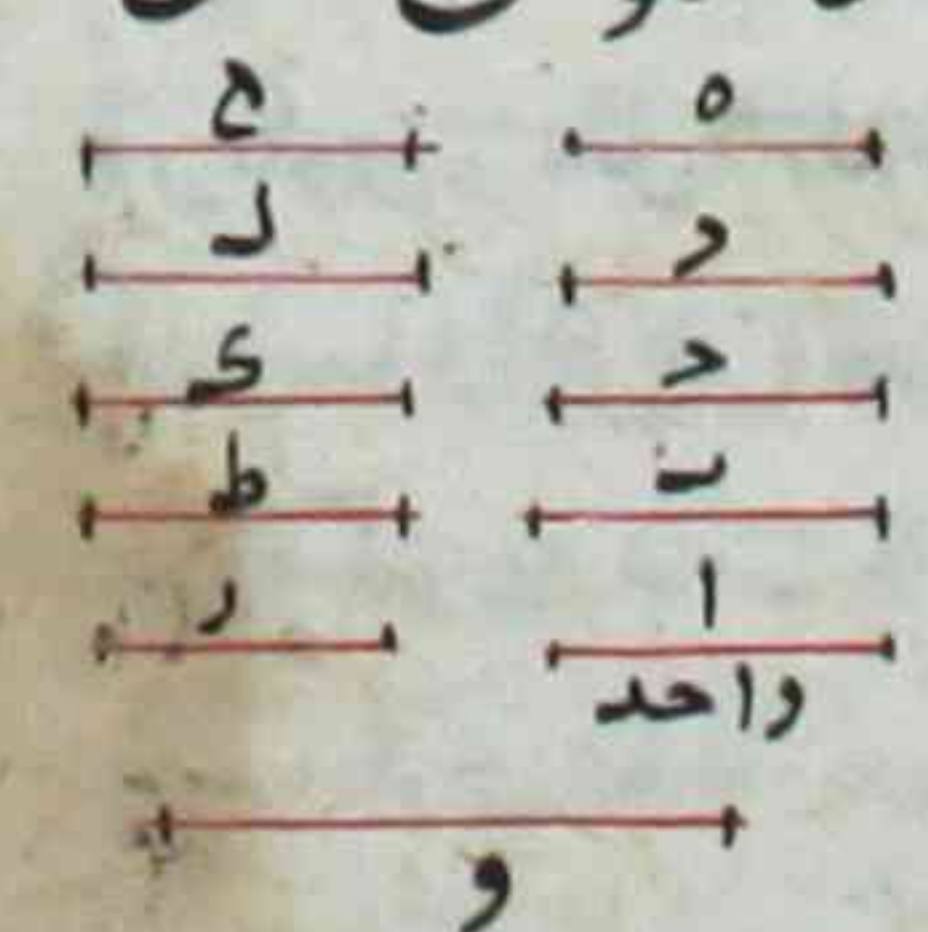 ه ح
د ل
ح ك
ب ط
ا ر
واحد
و